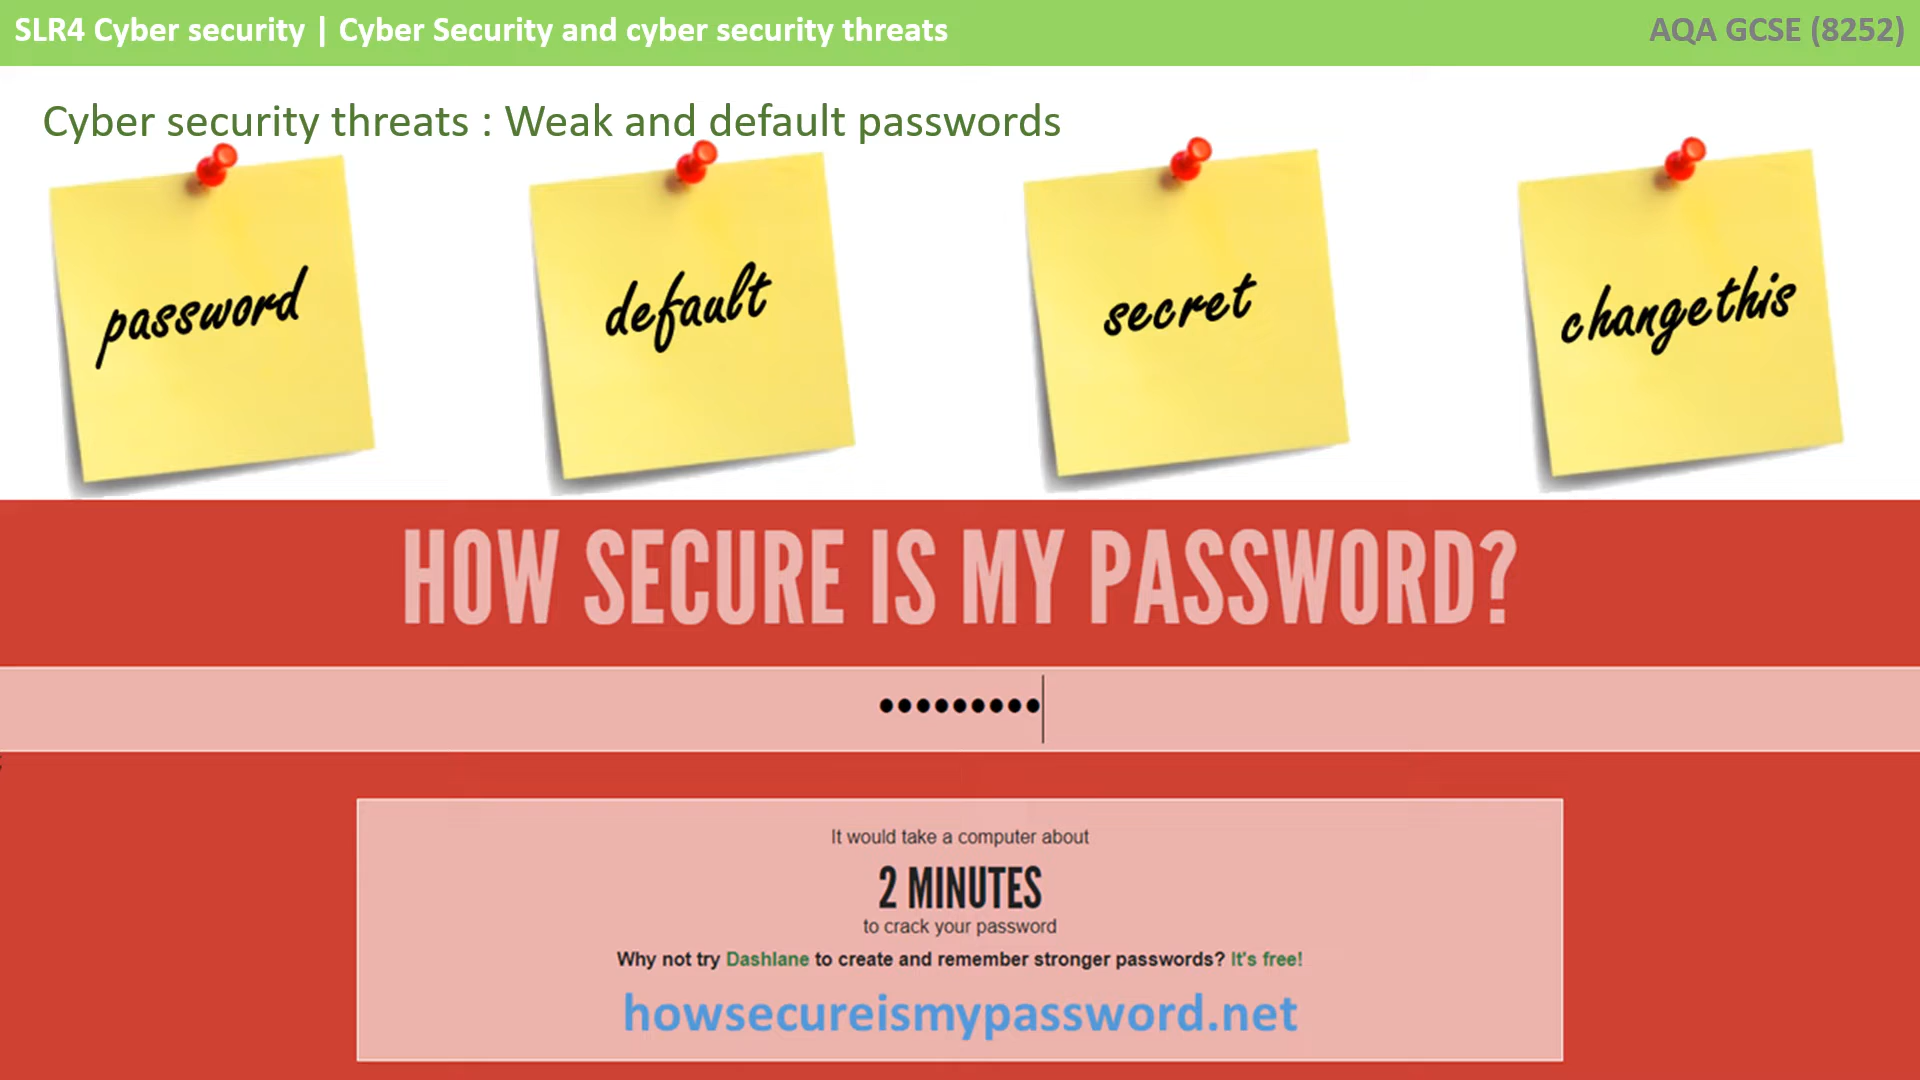 SLR4 Cyber security | Cyber Security and cyber security threats
AQA GCSE (8252)
Cyber security threats : Weak and default passwords
password
default
secret
changethis
HOW SECURE IS MY PASSWORD?
•••••••••
It would take a computer about
2 MINUTES
to crack your password
Why not try Dashlane to create and remember stronger passwords? It's free!
howsecureismypassword.net